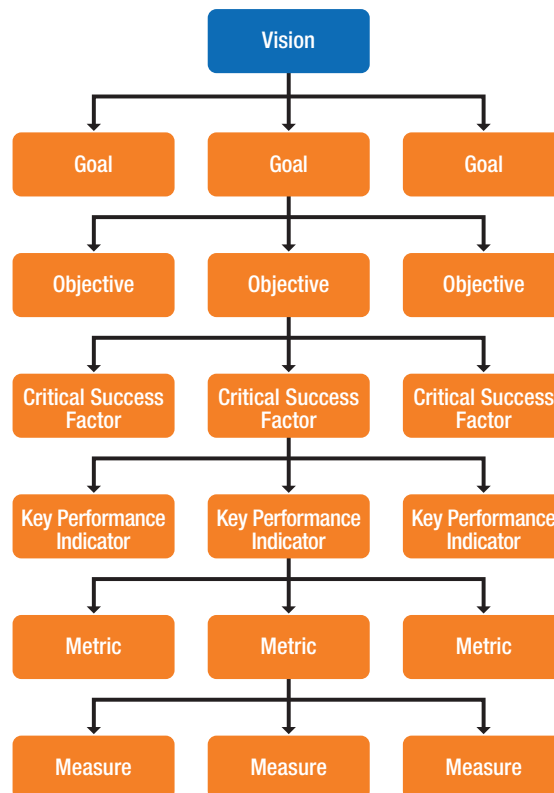 Vision
Goal
Goal
Goal
Objective
Objective
Objective
Critical Success
Factor
Critical Success
Factor
Critical Success
Factor
Key Performance
Indicator
Key Performance
Indicator
Key Performance
Indicator
Metric
Metric
Metric
Measure
Measure
Measure